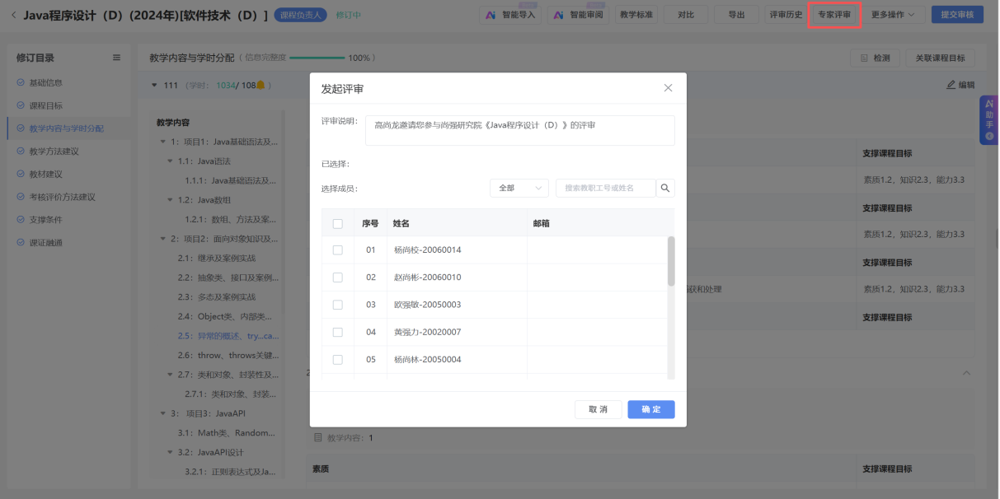 Java程序设计（D）(2024年)[软件技术（D）] 课程负责人 修订中
智能导入 智能审阅 教学标准 对比 导出 评审历史 专家评审 更多操作 提交审核
修订目录
基础信息
课程目标
教学内容与学时分配
教学方法建议
教材建议
考核评价方法建议
支撑条件
课证融通
教学内容与学时分配（信息完整度 100%）
检测 关联课程目标
111 （学时： 1034/ 108）
编辑
AI助手
教学内容
1：项目1：Java基础语法及...
1.1：Java语法
1.1.1：Java基础语法及...
1.2：Java数组
1.2.1：数组、方法及案...
2：项目2：面向对象知识及...
2.1：继承及案例实战
2.2：抽象类、接口及案例...
2.3：多态及案例实战
2.4：Object类、内部类...
2.5：异常的概述、try...ca...
2.6：throw、throws关键...
2.7：类和对象、封装性及...
2.7.1：类和对象、封装...
3：项目3：JavaAPI
3.1：Math类、Random...
3.2：JavaAPI设计
3.2.1：正则表达式及Ja...
发起评审
评审说明： 高尚龙邀请您参与尚强研究院《Java程序设计（D）》的评审
已选择：
选择成员： 全部 搜索教职工号或姓名
序号 姓名 邮箱
01 杨尚校-20060014
02 赵尚彬-20060010
03 欧强敏-20050003
04 黄强力-20020007
05 杨尚林-20050004
取消 确定
支撑课程目标
素质1.2，知识2.3，能力3.3
支撑课程目标
素质1.2，知识2.3，能力3.3
支撑课程目标
捕获和处理 素质1.2，知识2.3，能力3.3
支撑课程目标
2
教学内容：1
素质 支撑课程目标